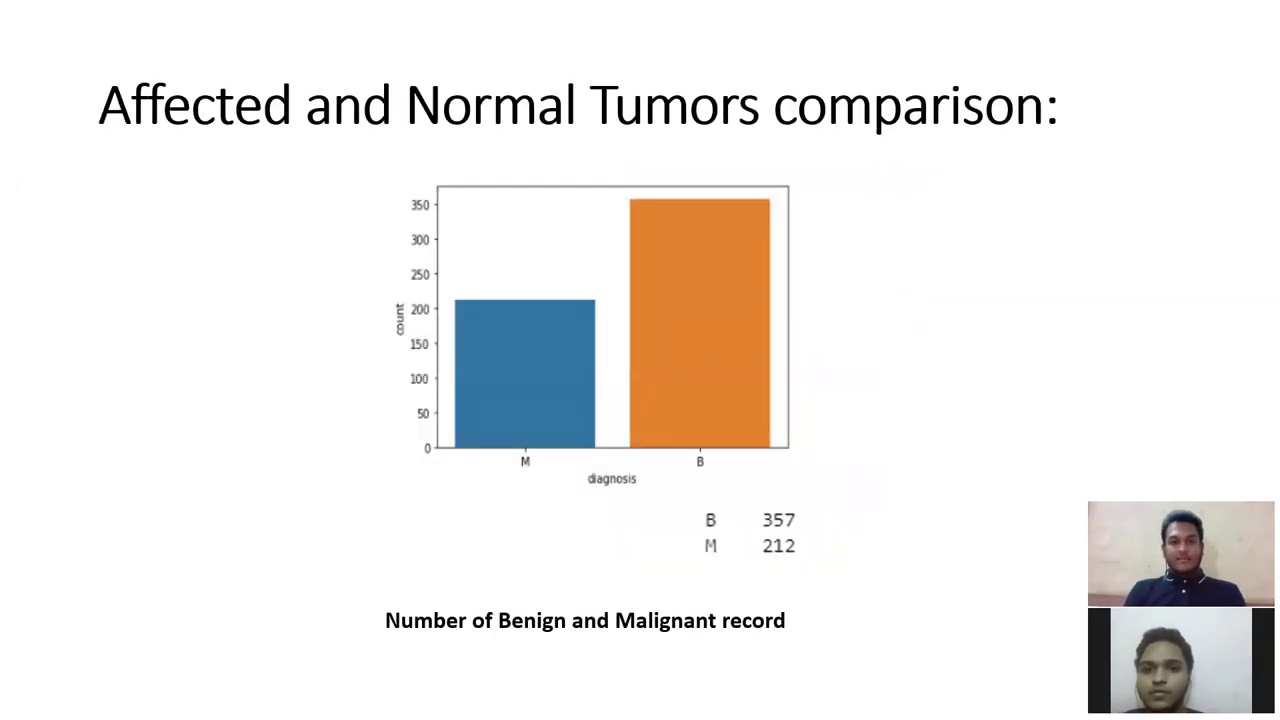 Affected and Normal Tumors comparison:
350
300
250
200
150
100
50
0
count
M B
diagnosis
B 357
M 212
Number of Benign and Malignant record